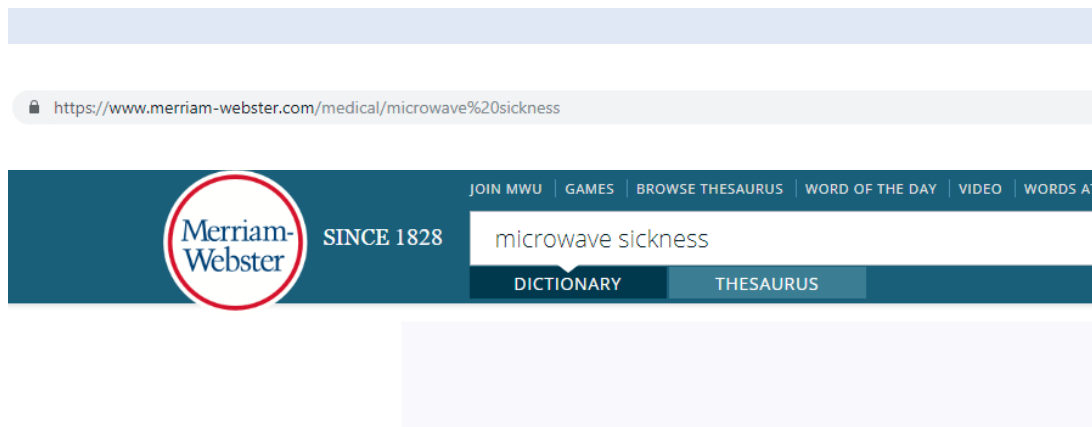 https://www.merriam-webster.com/medical/microwave%20sickness
JOIN MWU | GAMES | BROWSE THESAURUS | WORD OF THE DAY | VIDEO | WORDS A
Merriam-
Webster
SINCE 1828
microwave sickness
DICTIONARY THESAURUS